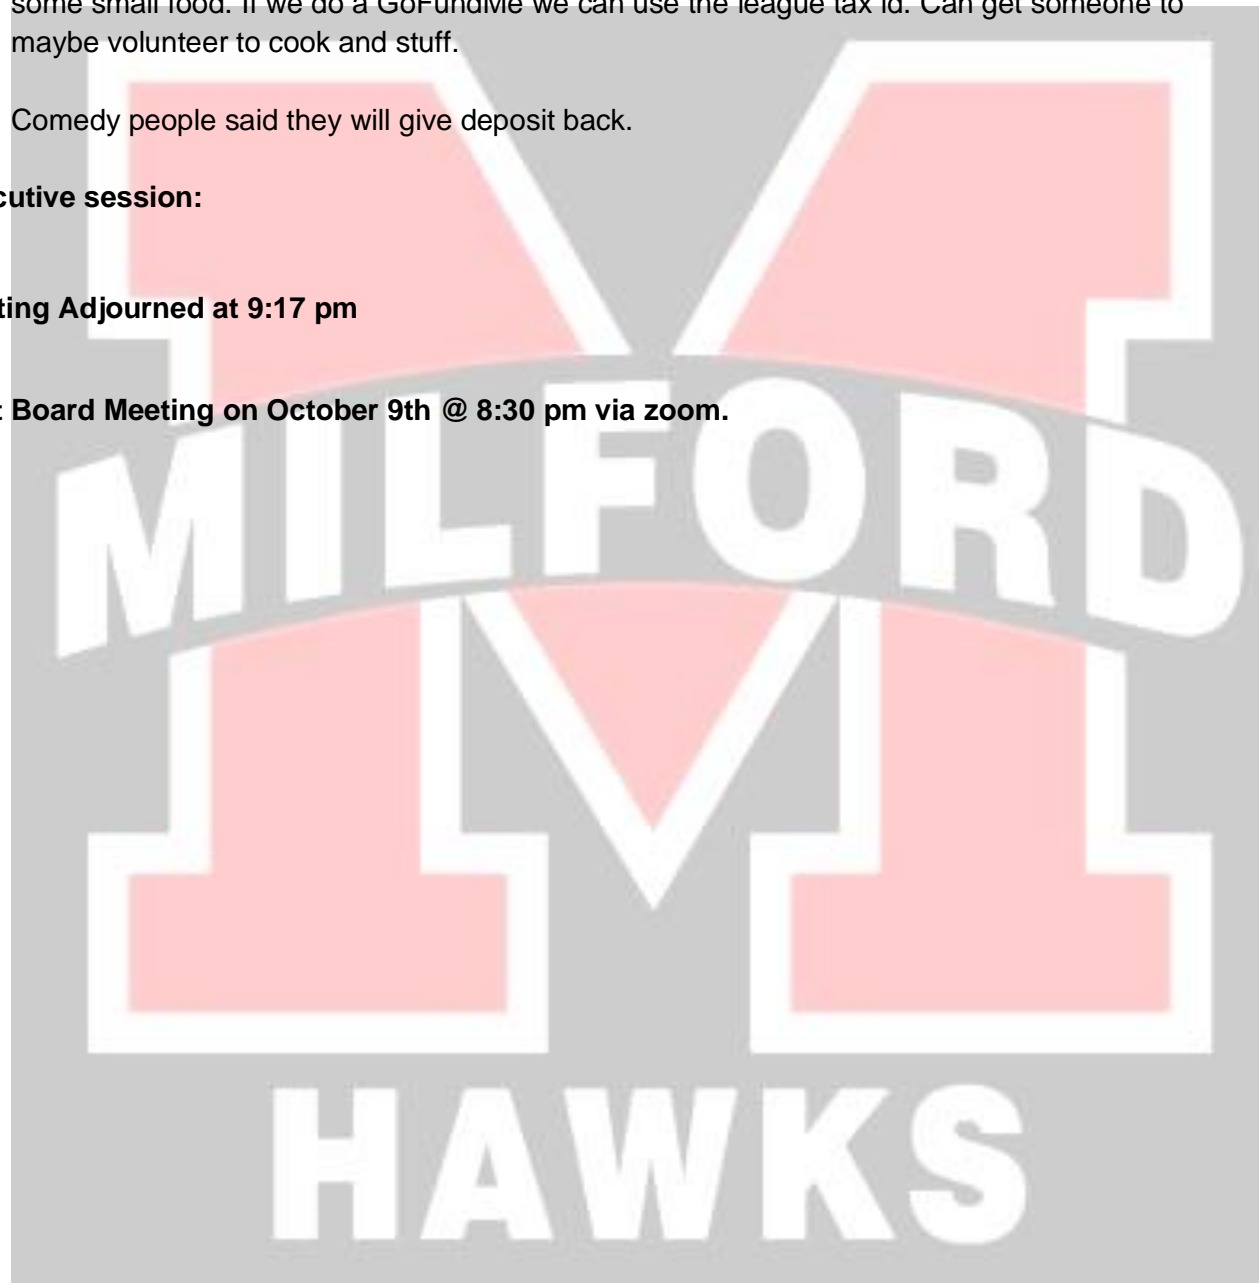 some small food. If we do a GoFundMe we can use the league tax id. Can get someone to
maybe volunteer to cook and stuff.
Comedy people said they will give deposit back.
cutive session:
ting Adjourned at 9:17 pm
t Board Meeting on October 9th @ 8:30 pm via zoom.
M
MILFORD
HAWKS